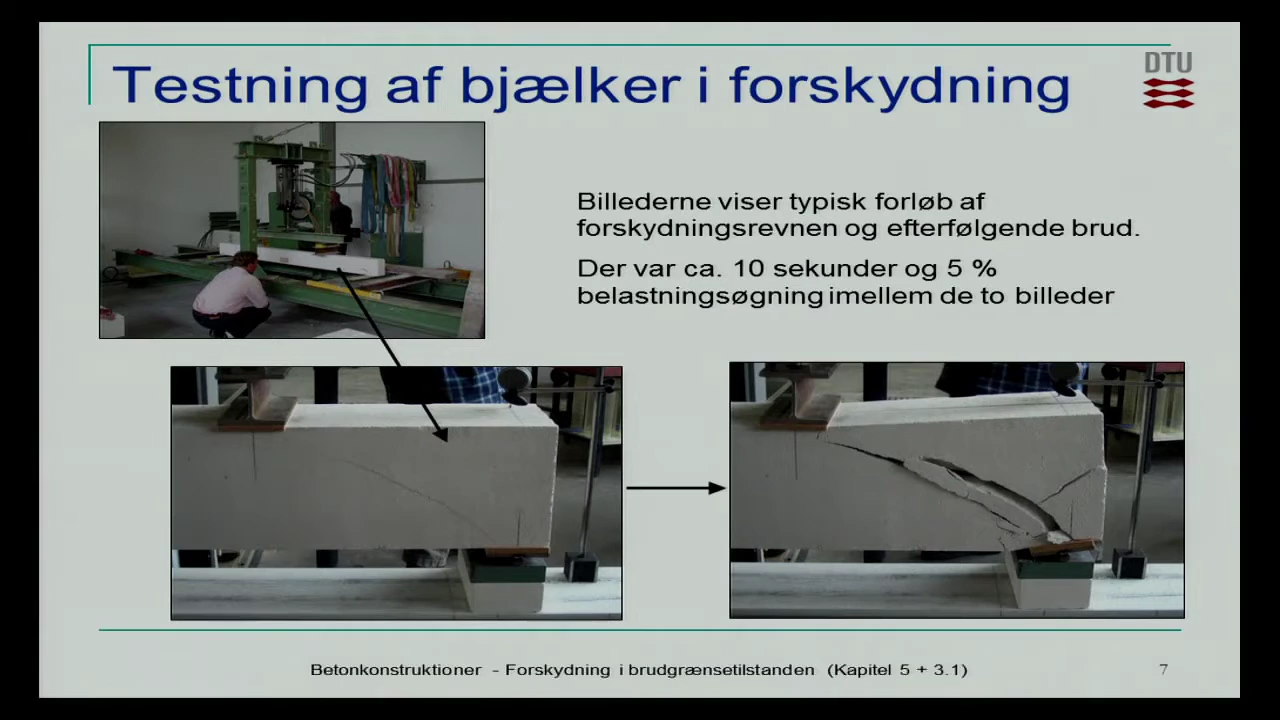 Testning af bjælker i forskydning
DTU
Billederne viser typisk forløb af
forskydningsrevnen og efterfølgende brud.
Der var ca. 10 sekunder og 5 %
belastningsøgning imellem de to billeder
Betonkonstruktioner - Forskydning i brudgrænsetilstanden (Kapitel 5 + 3.1)
7